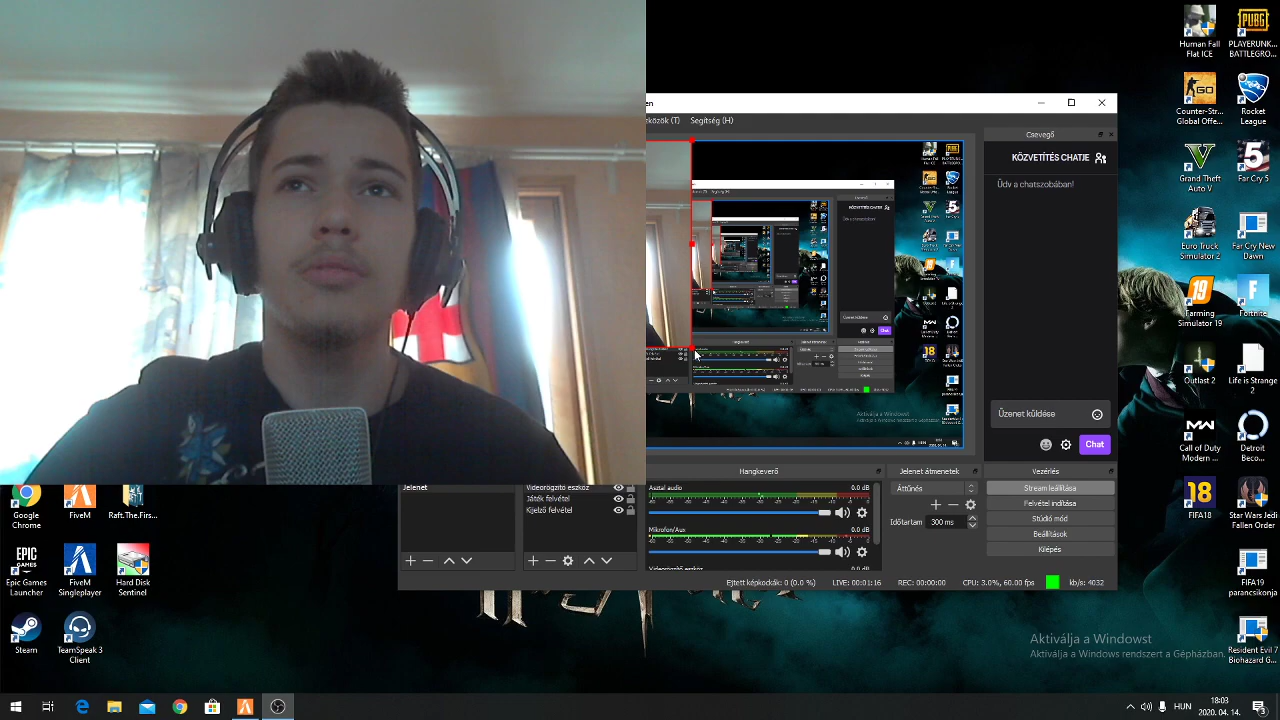 Human Fall
Flat ICE
PLAYERUNK...
BATTLEGRO...
Counter-Str...
Global Offe...
Rocket
League
Grand Theft
Auto V
Far Cry 5
Euro Truck
Simulator 2
Far Cry New
Dawn
Farming
Simulator 19
Fortnite
Outlast 2
Life is Strange
2
Call of Duty
Modern ...
Detroit
Beco...
FIFA18
Star Wars Jedi
Fallen Order
FIFA19
parancsikonja
Resident Evil 7
Biohazard G...
Segítség (H)
Csevegő
KÖZVETÍTÉS CHATJE
Üdv a chatszobában!
Üzenet küldése
Chat
Jelenet
Videórögzítő eszköz
Játék felvétel
Kijelző felvétel
Hangkeverő
Asztal audio
0.0 dB
Mikrofon/Aux
0.0 dB
Jelenet átmenetek
Áttűnés
Időtartam
300 ms
Vezérlés
Stream leállítása
Felvétel indítása
Stúdió mód
Beállítások
Kilépés
Ejtett képkockák: 0 (0.0 %)
LIVE: 00:01:16
REC: 00:00:00
CPU: 3.0%, 60.00 fps
kb/s: 4032
Google
Chrome
FiveM
Raft.The.Firs...
Epic Games
Launcher
FiveM
Singleplayer
Hard Disk
Sentinel
Steam
TeamSpeak 3
Client
Aktiválja a Windowst
Aktiválja a Windows rendszert a Gépházban.
HUN
18:03
2020. 04. 14.
3